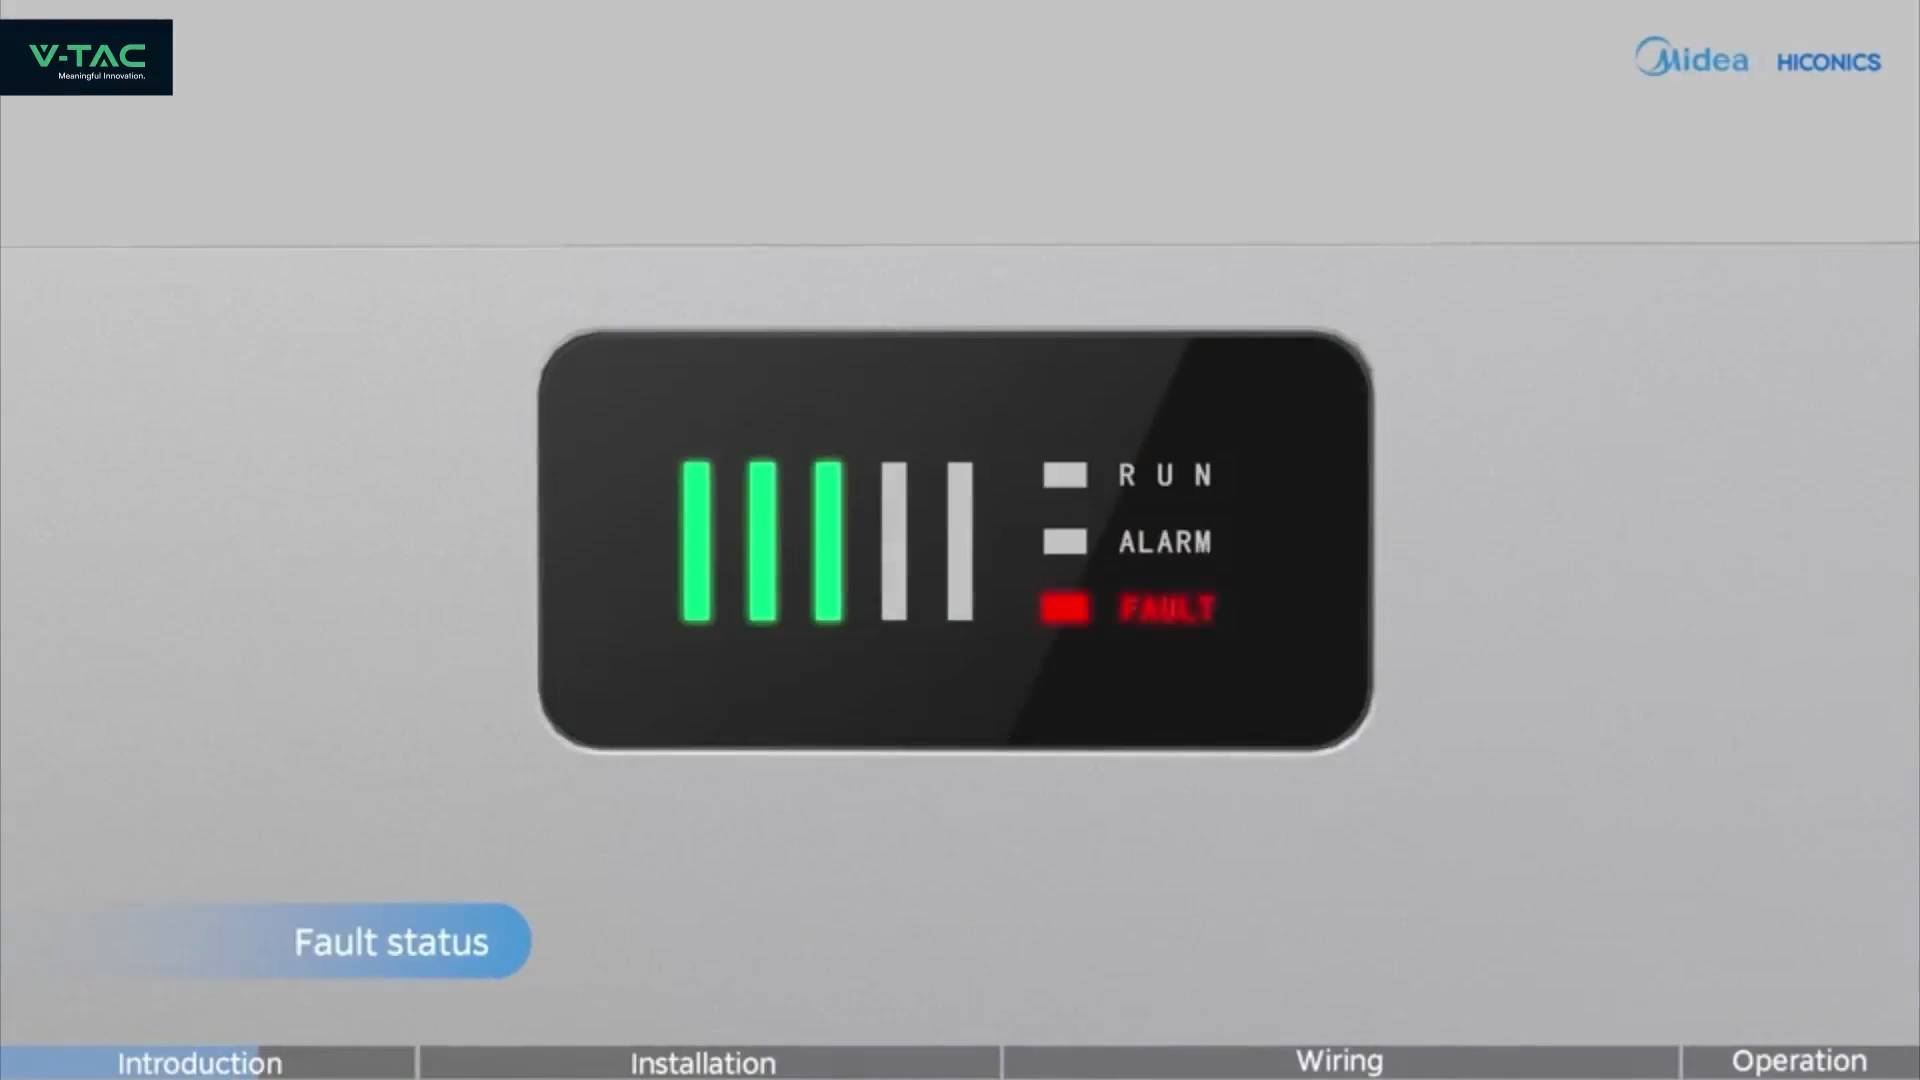 V-TAC
Meaningful Innovation.
Midea HICONICS
RUN
ALARM
FAULT
Fault status
Introduction Installation Wiring Operation